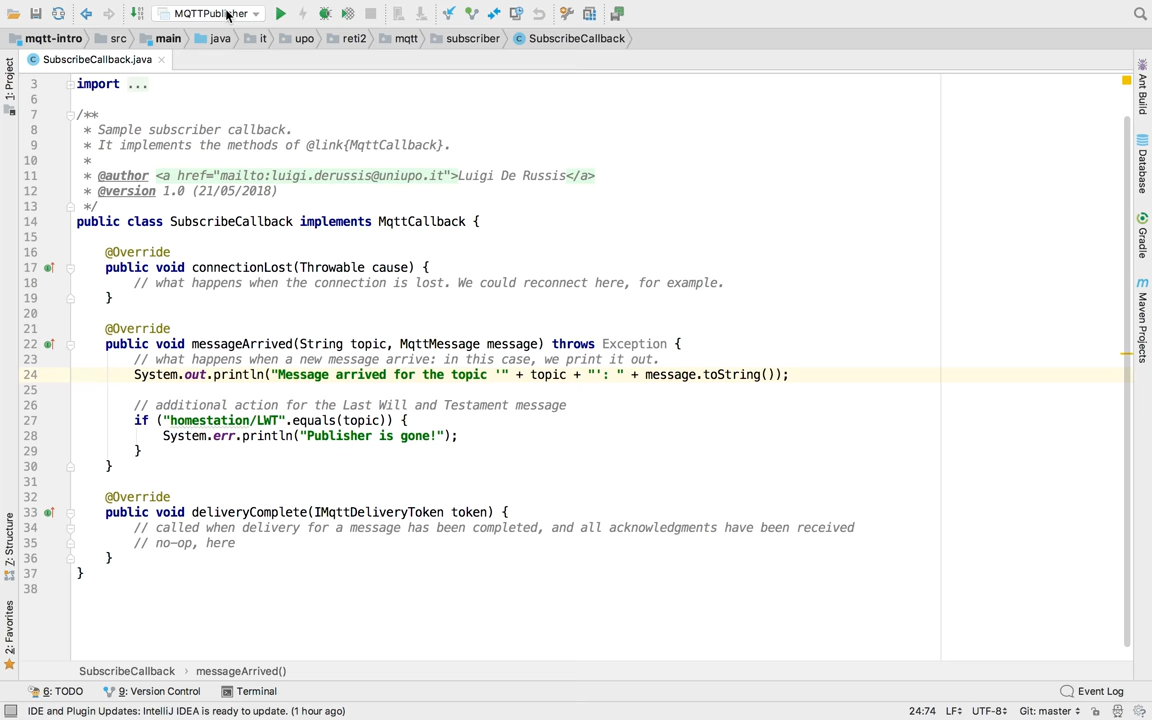 MQTTPublisher
mqtt-intro src main java it upo reti2 mqtt subscriber SubscribeCallback
SubscribeCallback.java
1: Project
3 import ...
6
7 /**
8 * Sample subscriber callback.
9 * It implements the methods of @link{MqttCallback}.
10 *
11 * @author <a href="mailto:luigi.derussis@uniupo.it">Luigi De Russis</a>
12 * @version 1.0 (21/05/2018)
13 */
14 public class SubscribeCallback implements MqttCallback {
15
16 @Override
17 public void connectionLost(Throwable cause) {
18 // what happens when the connection is lost. We could reconnect here, for example.
19 }
20
21 @Override
22 public void messageArrived(String topic, MqttMessage message) throws Exception {
23 // what happens when a new message arrive: in this case, we print it out.
24 System.out.println("Message arrived for the topic '" + topic + "': " + message.toString());
25
26 // additional action for the Last Will and Testament message
27 if ("homestation/LWT".equals(topic)) {
28 System.err.println("Publisher is gone!");
29 }
30 }
31
32 @Override
33 public void deliveryComplete(IMqttDeliveryToken token) {
34 // called when delivery for a message has been completed, and all acknowledgments have been received
35 // no-op, here
36 }
37 }
38
Z: Structure
2: Favorites
Ant Build
Database
Gradle
Maven Projects
SubscribeCallback › messageArrived()
6: TODO 9: Version Control Terminal Event Log
IDE and Plugin Updates: IntelliJ IDEA is ready to update. (1 hour ago) 24:74 LF UTF-8 Git: master